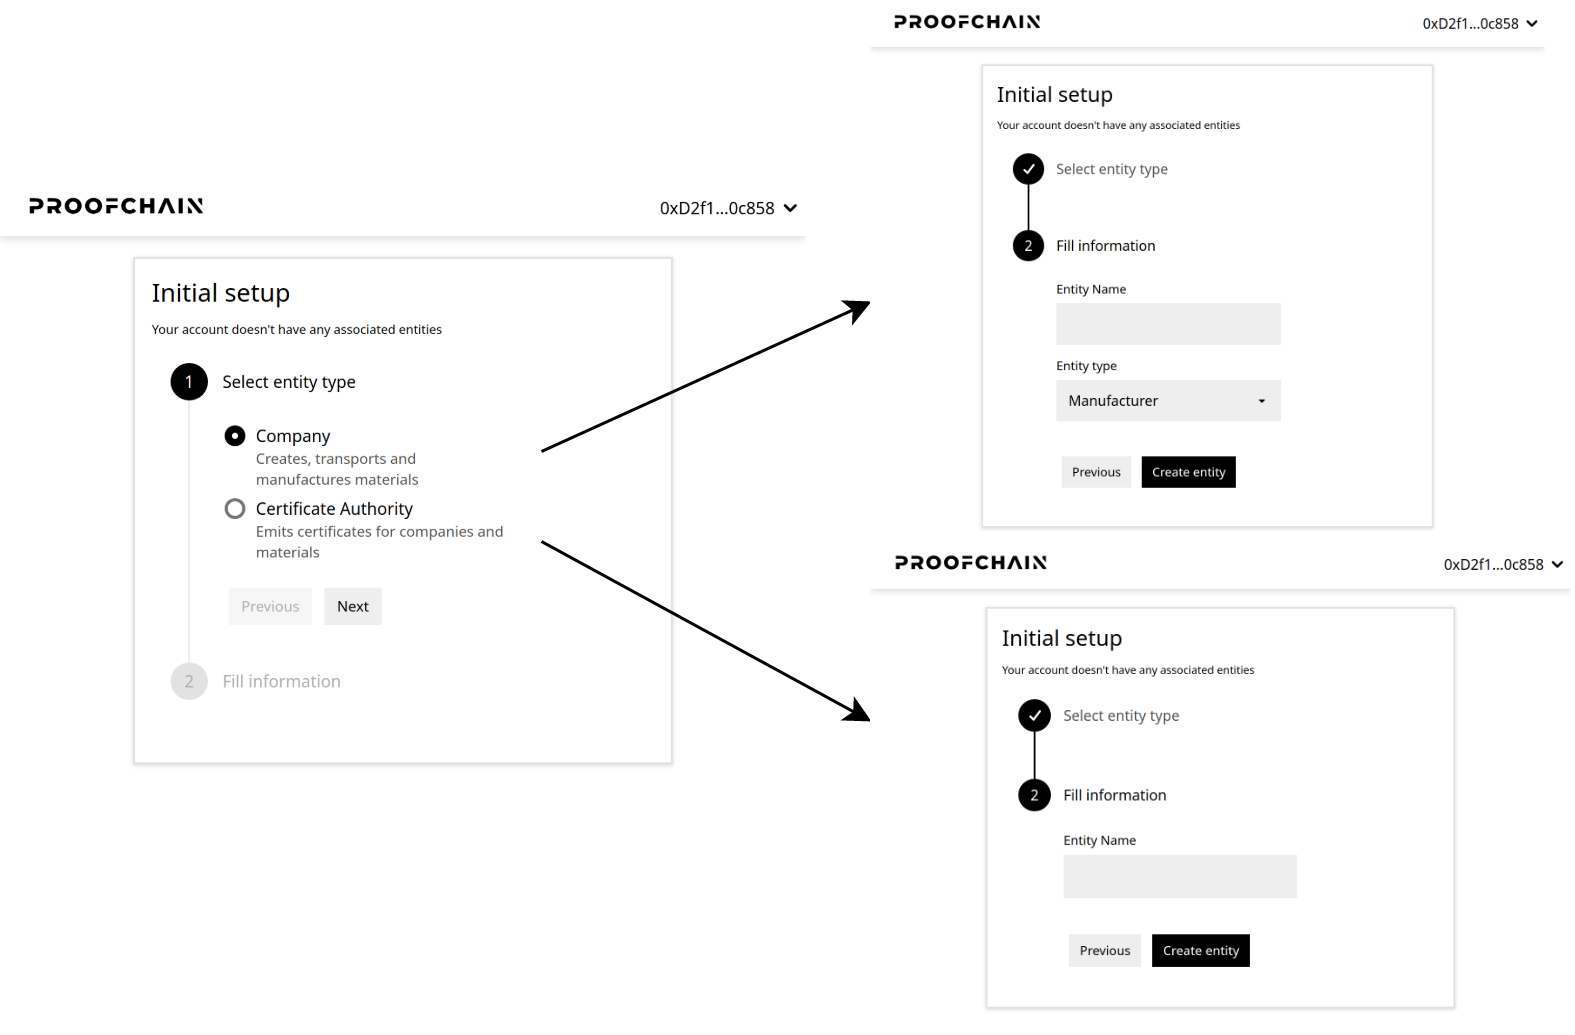 PROOFCHAIN
0xD2f1...0c858
Initial setup
Your account doesn't have any associated entities
1 Select entity type
Company
Creates, transports and
manufactures materials
Certificate Authority
Emits certificates for companies and
materials
Previous Next
2 Fill information
PROOFCHAIN
0xD2f1...0c858
Initial setup
Your account doesn't have any associated entities
Select entity type
2 Fill information
Entity Name
Entity type
Manufacturer
Previous Create entity
PROOFCHAIN
0xD2f1...0c858
Initial setup
Your account doesn't have any associated entities
Select entity type
2 Fill information
Entity Name
Previous Create entity